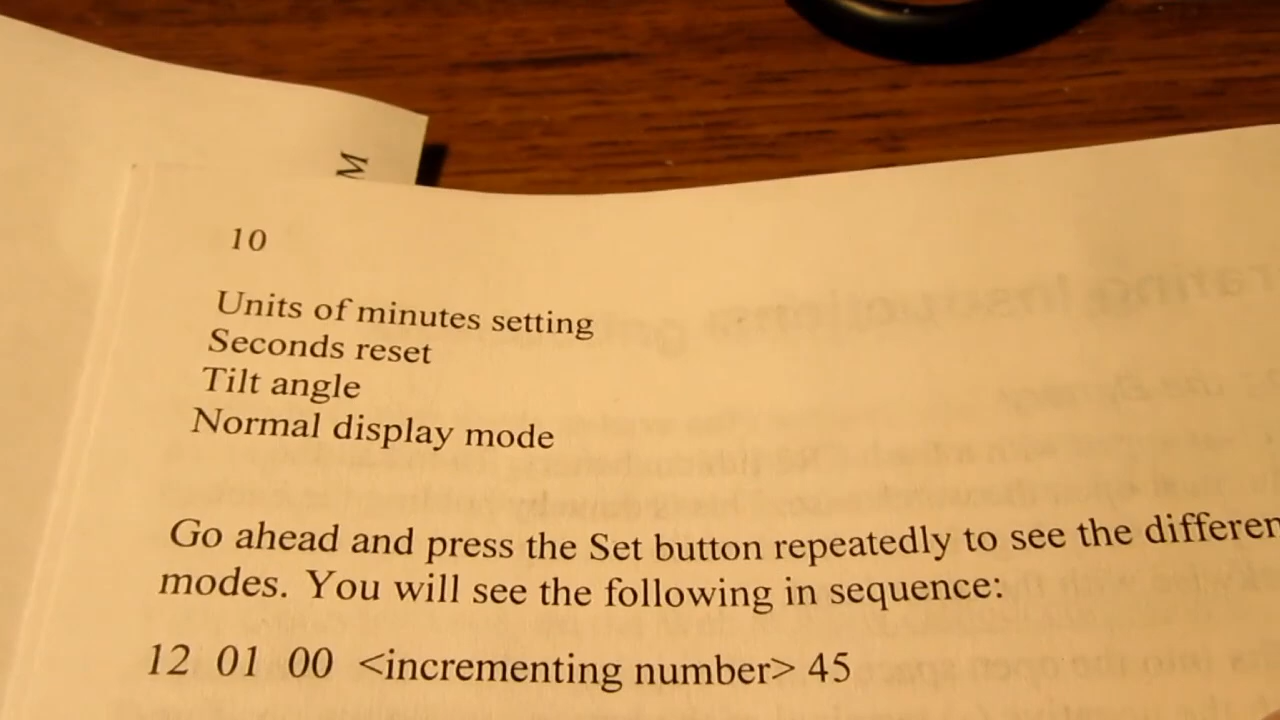 M
10
Units of minutes setting
Seconds reset
Tilt angle
Normal display mode
Go ahead and press the Set button repeatedly to see the differen
modes. You will see the following in sequence:
12 01 00 <incrementing number> 45